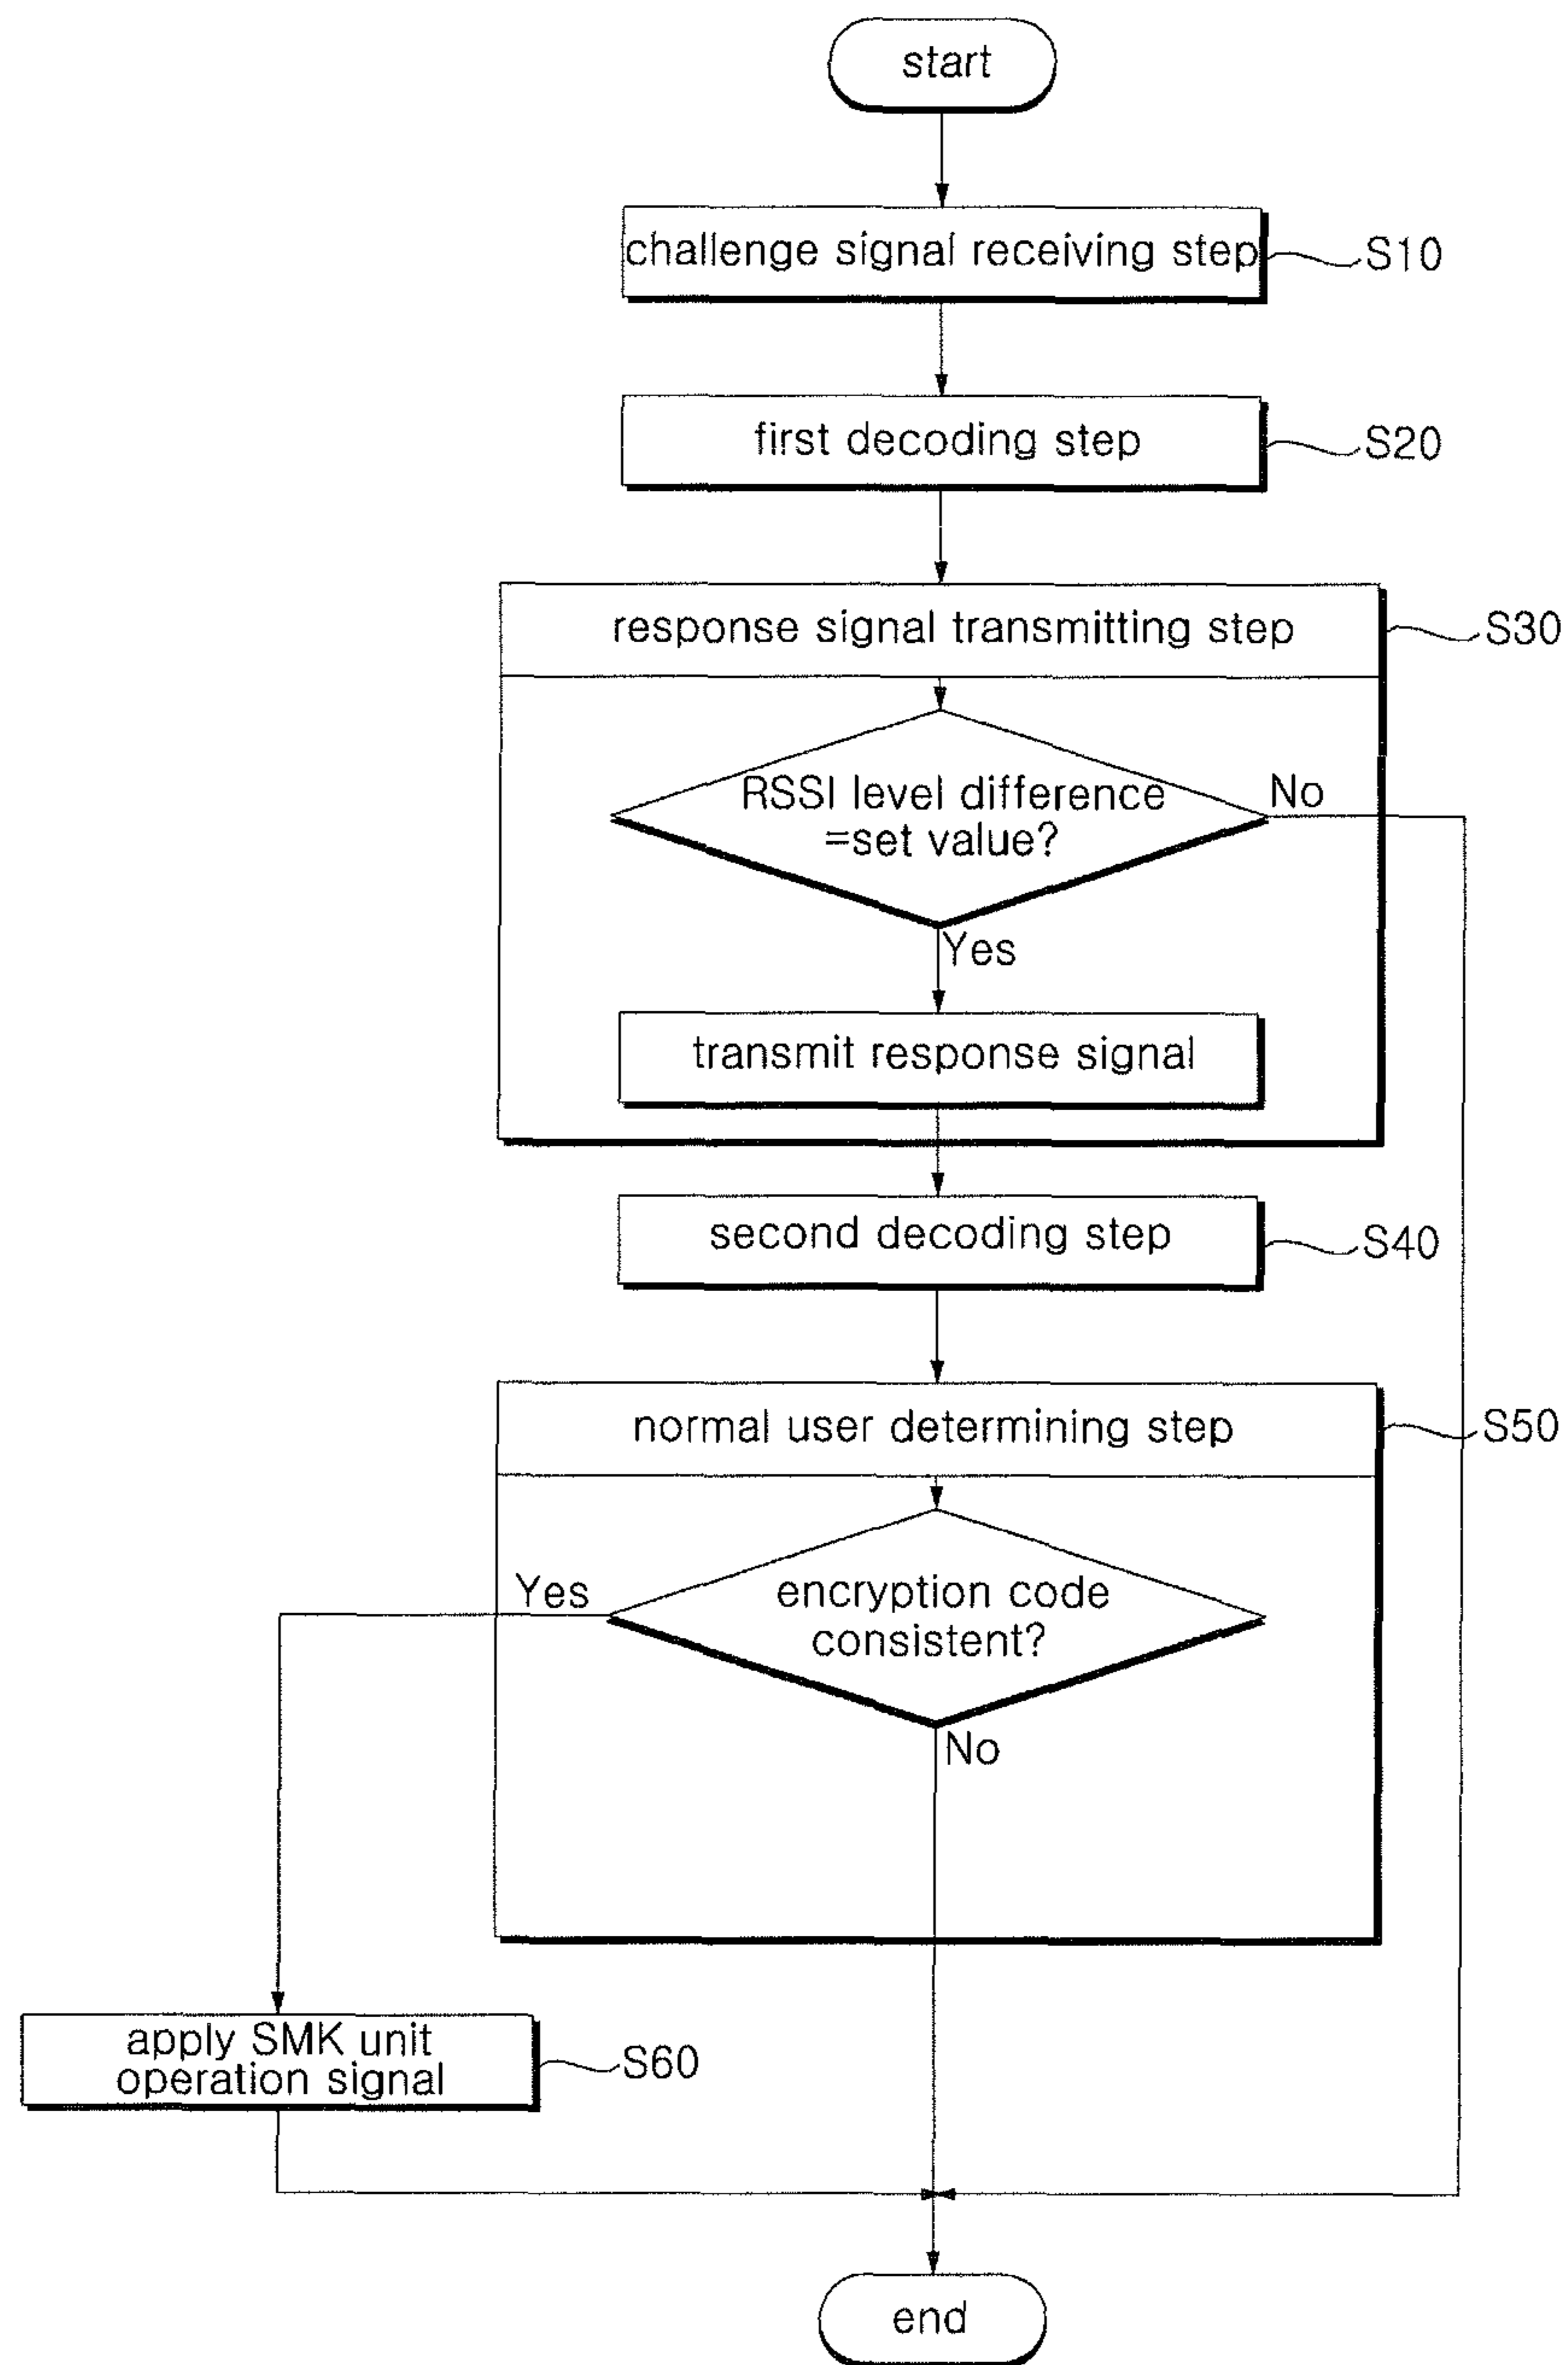 start
challenge signal receiving step
S10
first decoding step
S20
response signal transmitting step
S30
RSSI level difference
=set value?
No
Yes
transmit response signal
second decoding step
S40
normal user determining step
S50
Yes
encryption code
consistent?
No
apply SMK unit
operation signal
S60
end